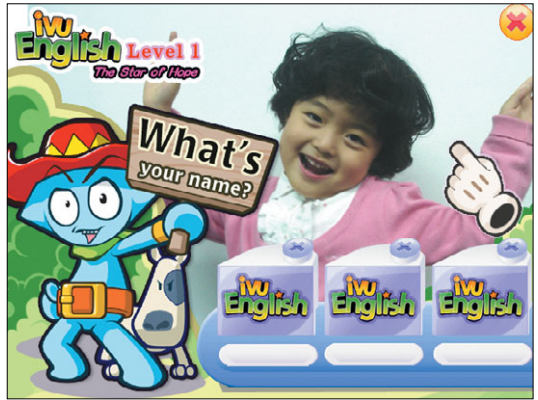 ivu
English Level 1
The Star of Hope
What's
your name?
ivu
English
ivu
English
ivu
English